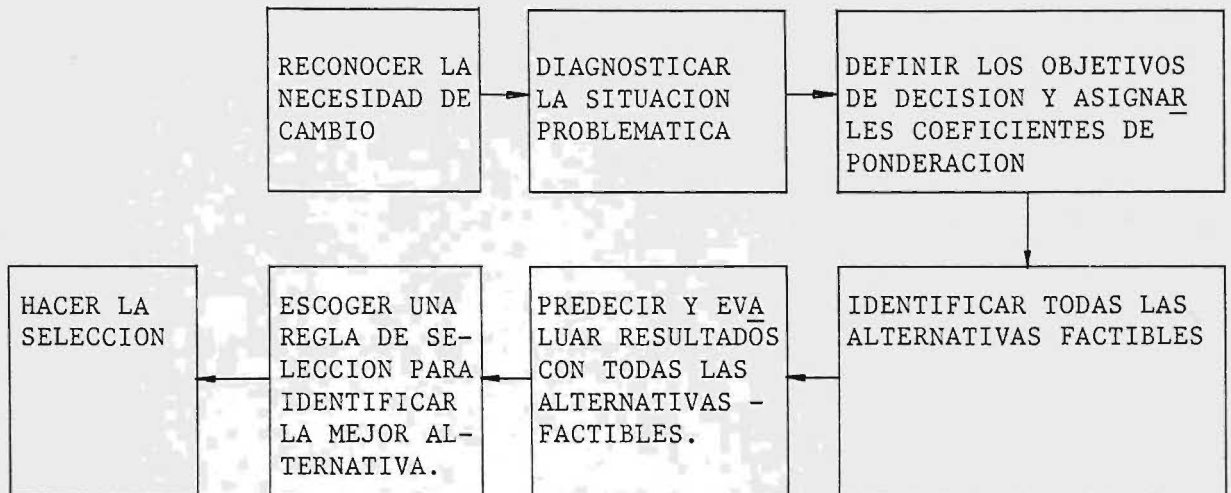 RECONOCER LA
NECESIDAD DE
CAMBIO
DIAGNOSTICAR
LA SITUACION
PROBLEMATICA
DEFINIR LOS OBJETIVOS
DE DECISION Y ASIGNAR
LES COEFICIENTES DE
PONDERACION
IDENTIFICAR TODAS LAS
ALTERNATIVAS FACTIBLES
PREDECIR Y EVA
LUAR RESULTADOS
CON TODAS LAS
ALTERNATIVAS -
FACTIBLES.
ESCOGER UNA
REGLA DE SE-
LECCION PARA
IDENTIFICAR
LA MEJOR AL-
TERNATIVA.
HACER LA
SELECCION